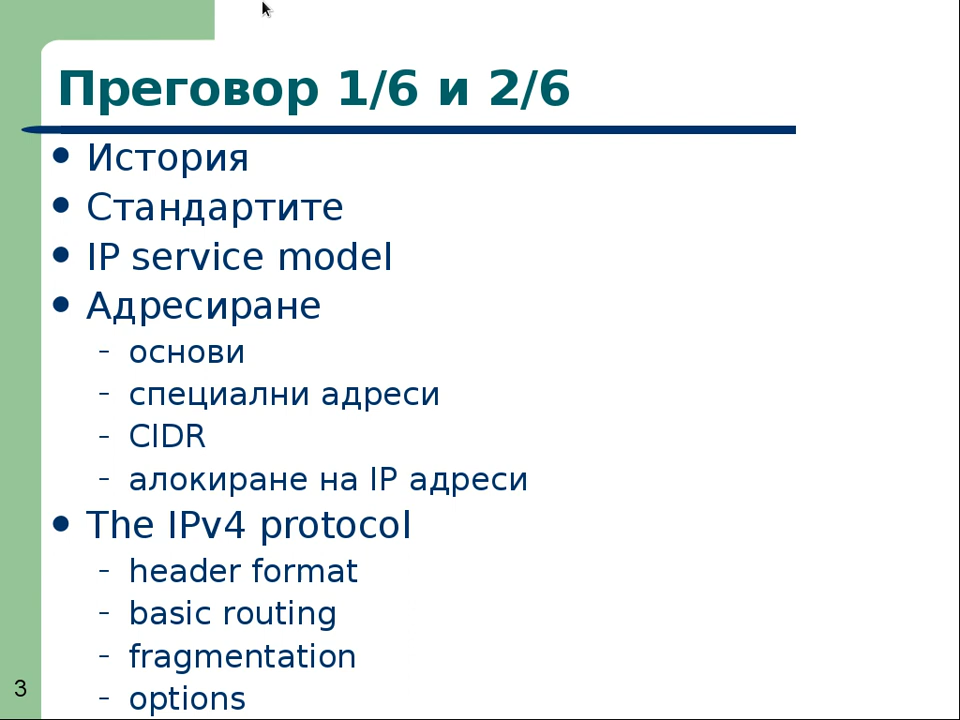 Преговор 1/6 и 2/6
История
Стандартите
IP service model
Адресиране
основи
специални адреси
CIDR
алокиране на IP адреси
The IPv4 protocol
header format
basic routing
fragmentation
options
3